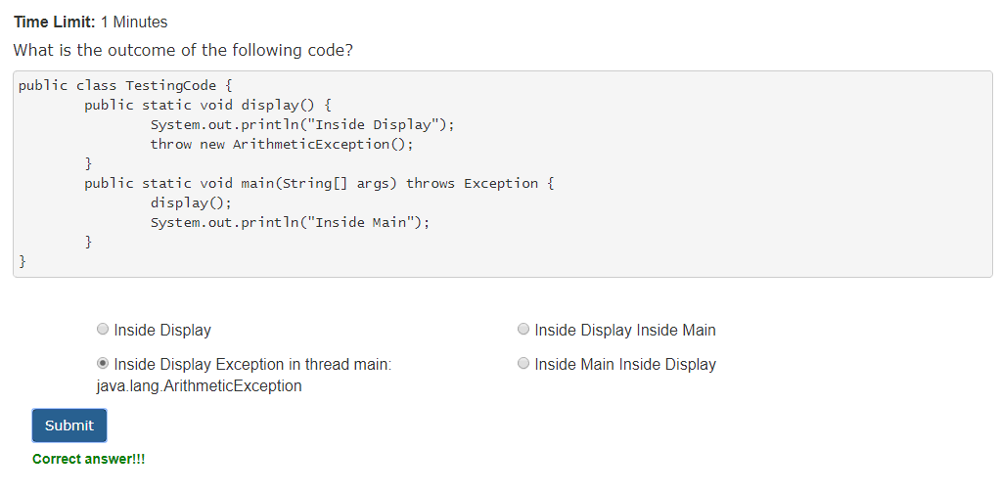 Time Limit: 1 Minutes
What is the outcome of the following code?
public class TestingCode {
public static void display() {
System.out.println("Inside Display");
throw new ArithmeticException();
}
public static void main(String[] args) throws Exception {
display();
System.out.println("Inside Main");
}
}
Inside Display
Inside Display Inside Main
Inside Display Exception in thread main:
java.lang.ArithmeticException
Inside Main Inside Display
Submit
Correct answer!!!